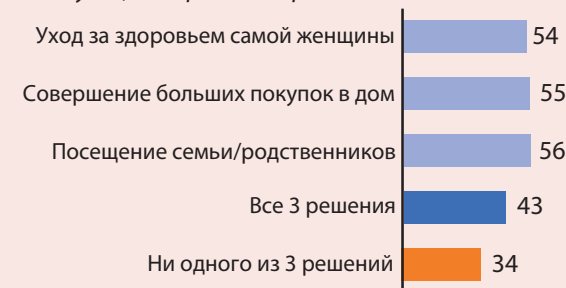 Уход за здоровьем самой женщины 54
Совершение больших покупок в дом 55
Посещение семьи/родственников 56
Все 3 решения 43
Ни одного из 3 решений 34